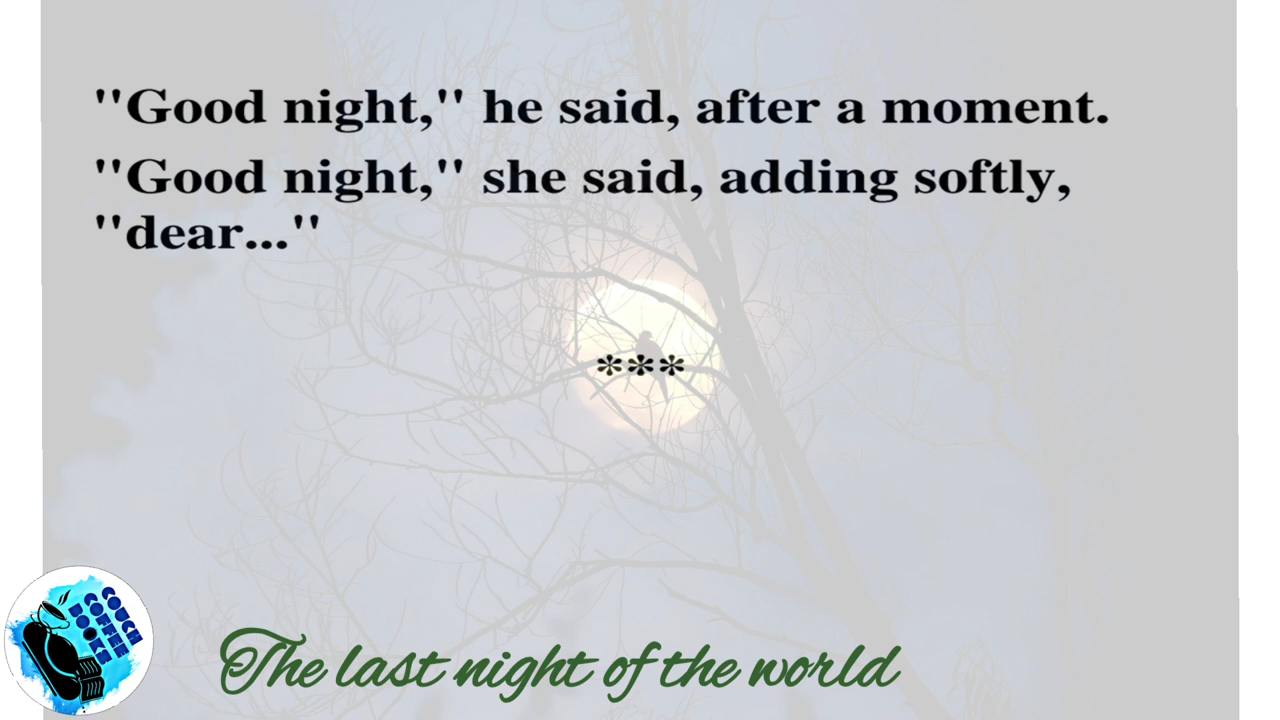 "Good night," he said, after a moment.
"Good night," she said, adding softly,
"dear..."
***
COUCH
COFFEE
BOOKS
The last night of the world